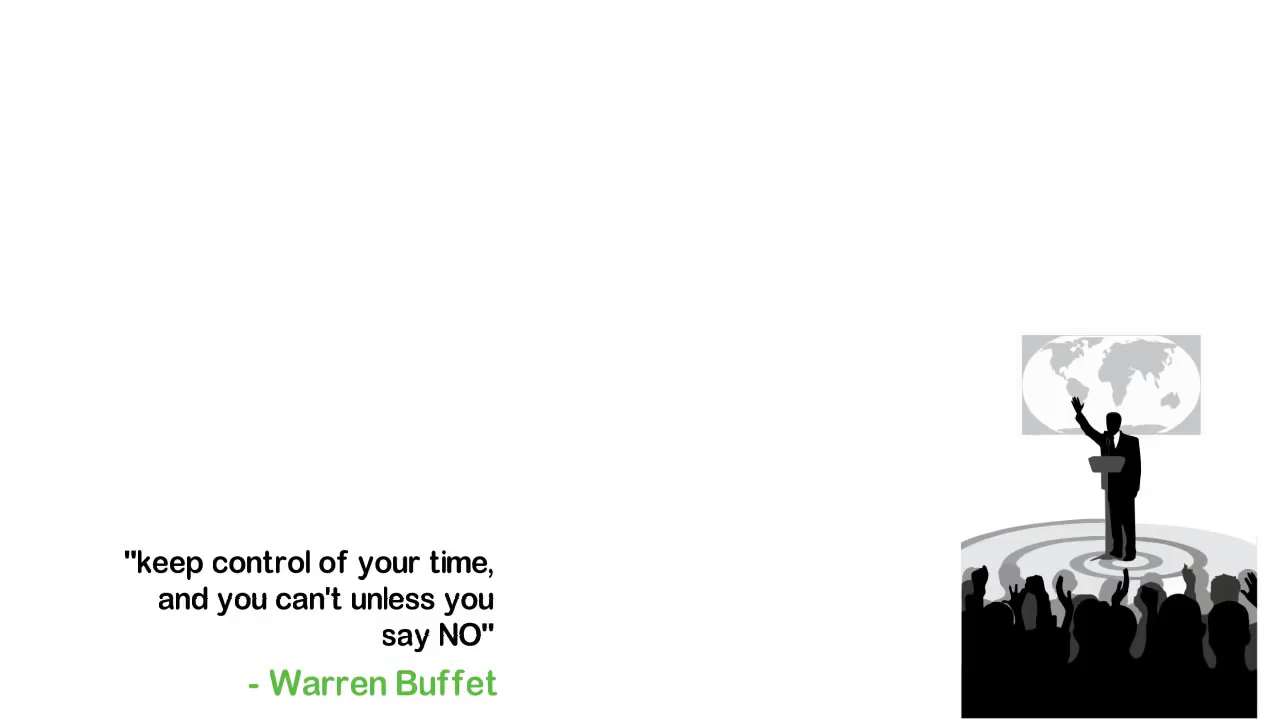 "keep control of your time,
and you can't unless you
say NO"
- Warren Buffet